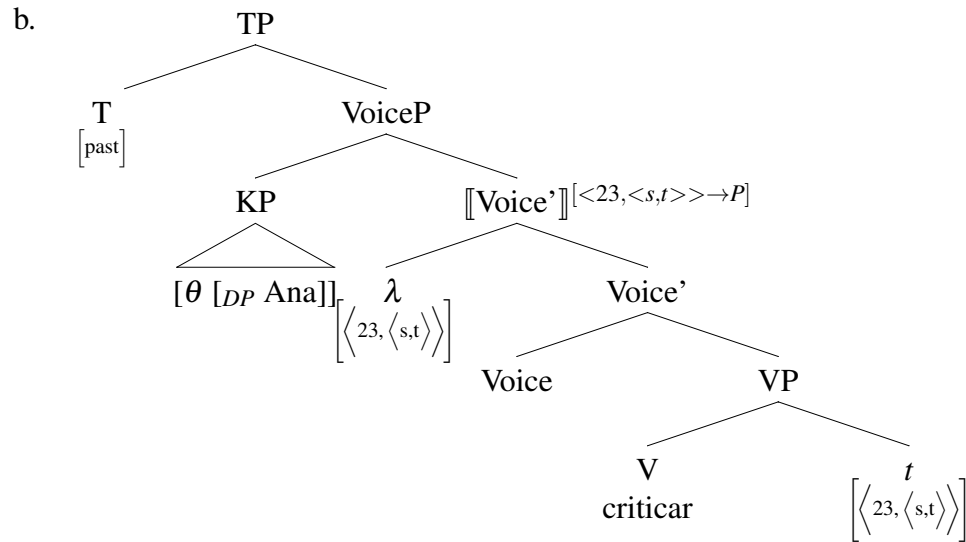 b.
TP
T
VoiceP
[past]
KP
⟦Voice’⟧^[<23,<s,t>>→P]
[θ [DP Ana]]
λ
Voice’
[⟨23, ⟨s,t⟩⟩]
Voice
VP
V
t
criticar
[⟨23, ⟨s,t⟩⟩]